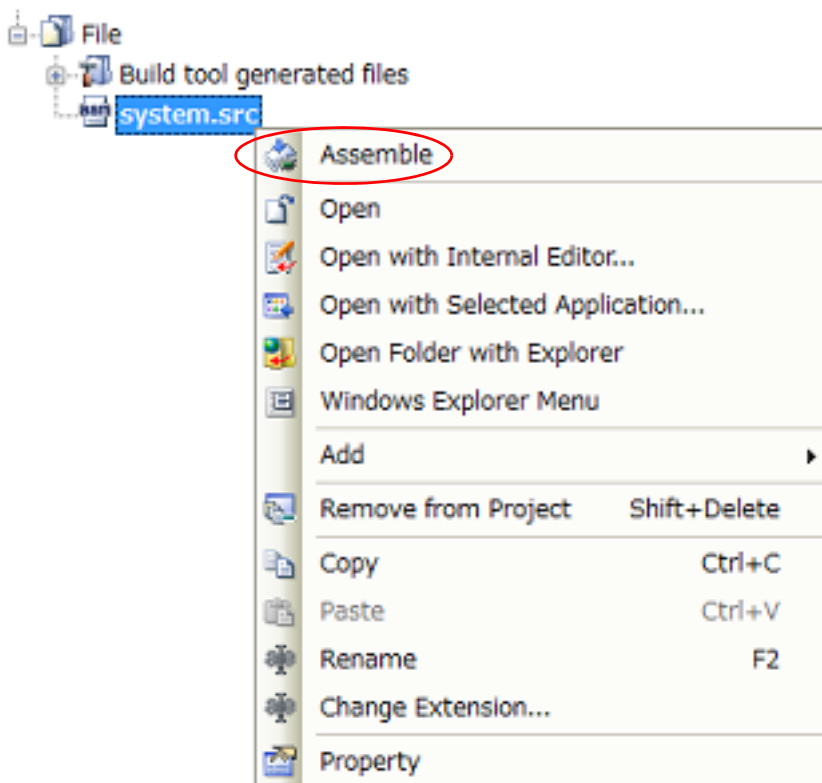 File
Build tool generated files
system.src
Assemble
Open
Open with Internal Editor...
Open with Selected Application...
Open Folder with Explorer
Windows Explorer Menu
Add
Remove from Project Shift+Delete
Copy Ctrl+C
Paste Ctrl+V
Rename F2
Change Extension...
Property